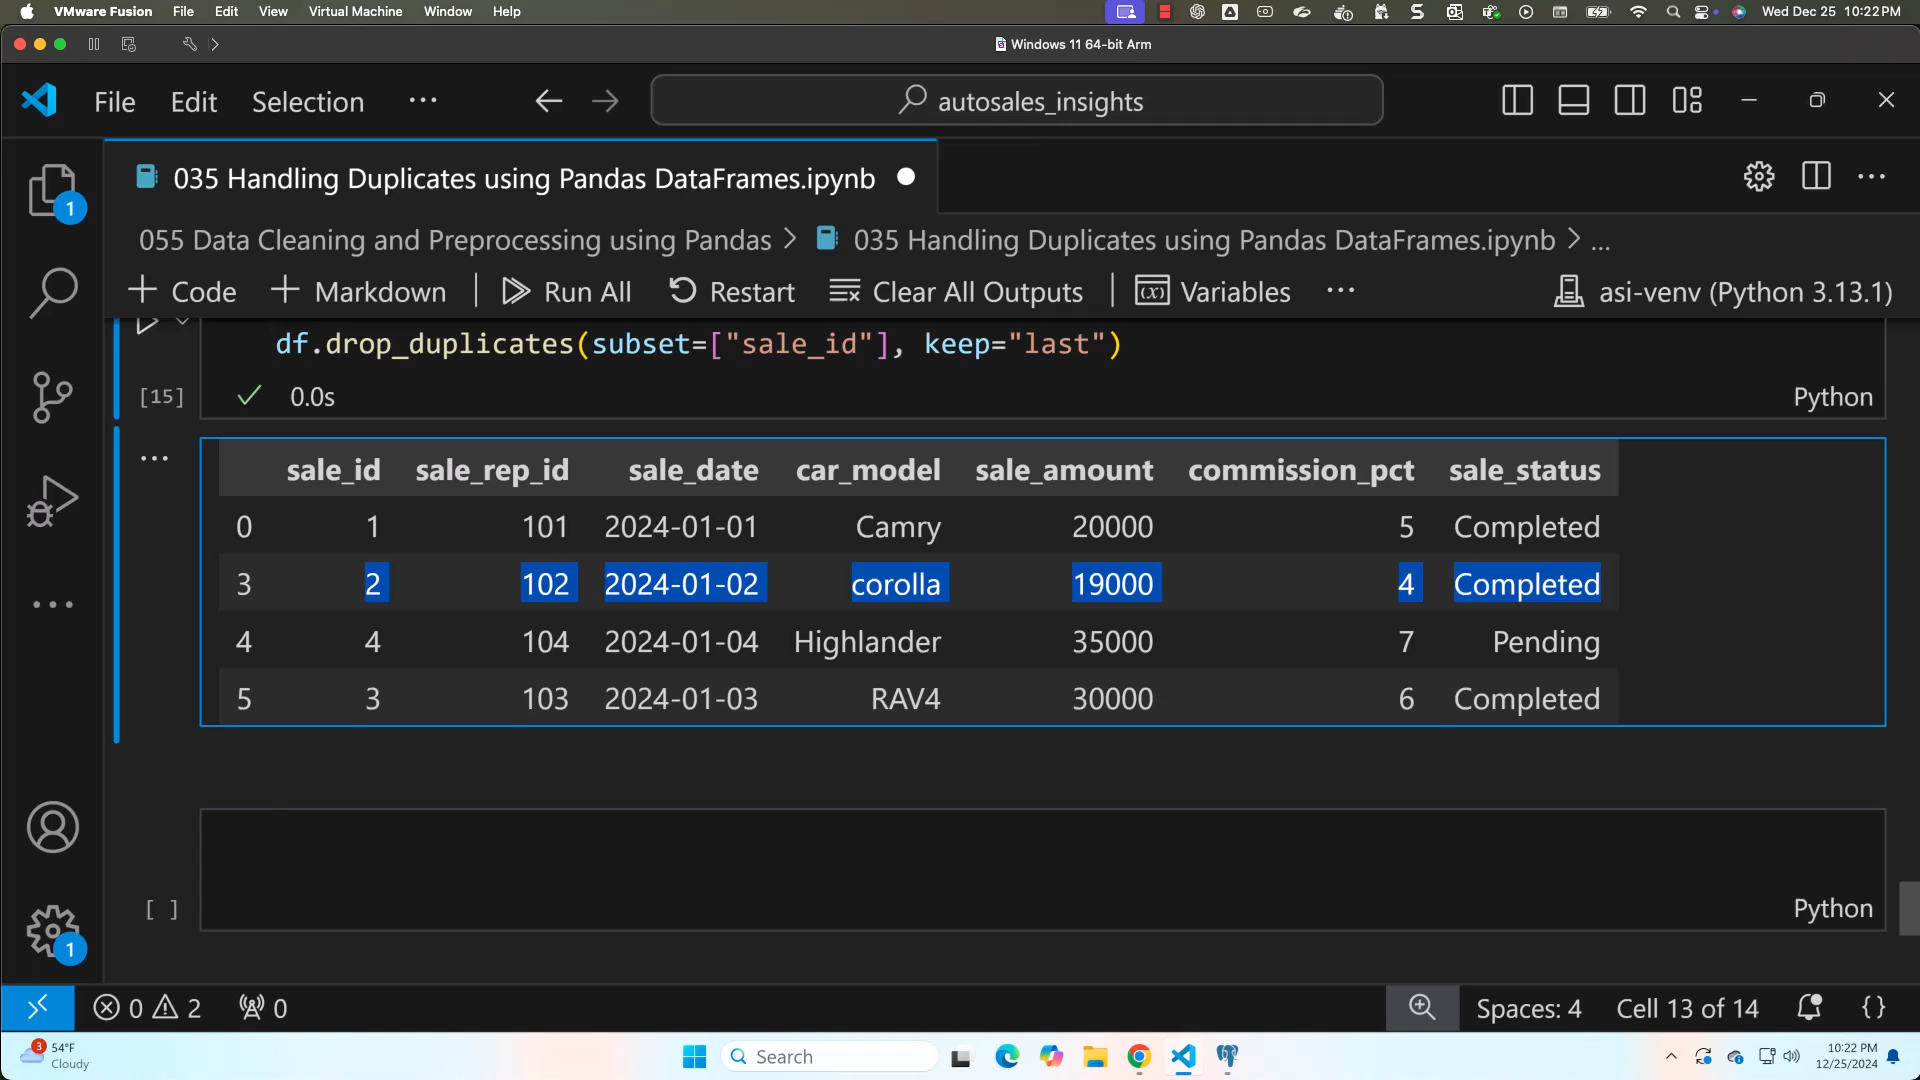 VMware Fusion File Edit View Virtual Machine Window Help Wed Dec 25 10:22 PM
Windows 11 64-bit Arm
File Edit Selection ··· autosales_insights
035 Handling Duplicates using Pandas DataFrames.ipynb
055 Data Cleaning and Preprocessing using Pandas > 035 Handling Duplicates using Pandas DataFrames.ipynb > ...
1
+ Code + Markdown Run All Restart Clear All Outputs Variables ··· asi-venv (Python 3.13.1)
df.drop_duplicates(subset=["sale_id"], keep="last")
[15] 0.0s Python
sale_id sale_rep_id sale_date car_model sale_amount commission_pct sale_status
0 1 101 2024-01-01 Camry 20000 5 Completed
3 2 102 2024-01-02 corolla 19000 4 Completed
4 4 104 2024-01-04 Highlander 35000 7 Pending
5 3 103 2024-01-03 RAV4 30000 6 Completed
[ ] Python
1
0 2 0 Spaces: 4 Cell 13 of 14 {}
3 54°F
Cloudy
Search
10:22 PM
12/25/2024